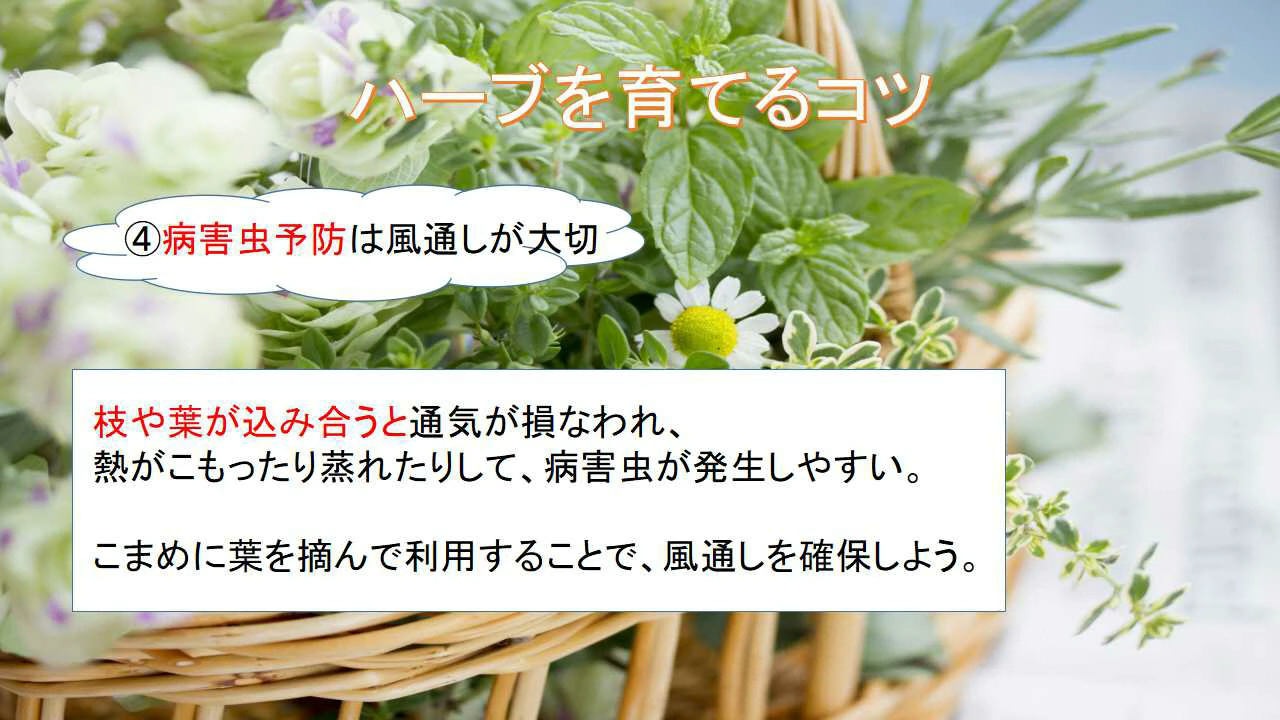 ハーブを育てるコツ
④病害虫予防は風通しが大切
枝や葉が込み合うと通気が損なわれ、
熱がこもったり蒸れたりして、病害虫が発生しやすい。
こまめに葉を摘んで利用することで、風通しを確保しよう。